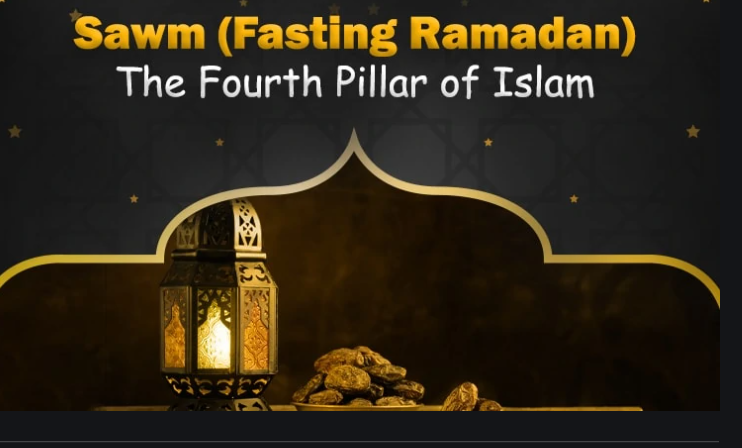 Sawm (Fasting Ramadan)
The Fourth Pillar of Islam